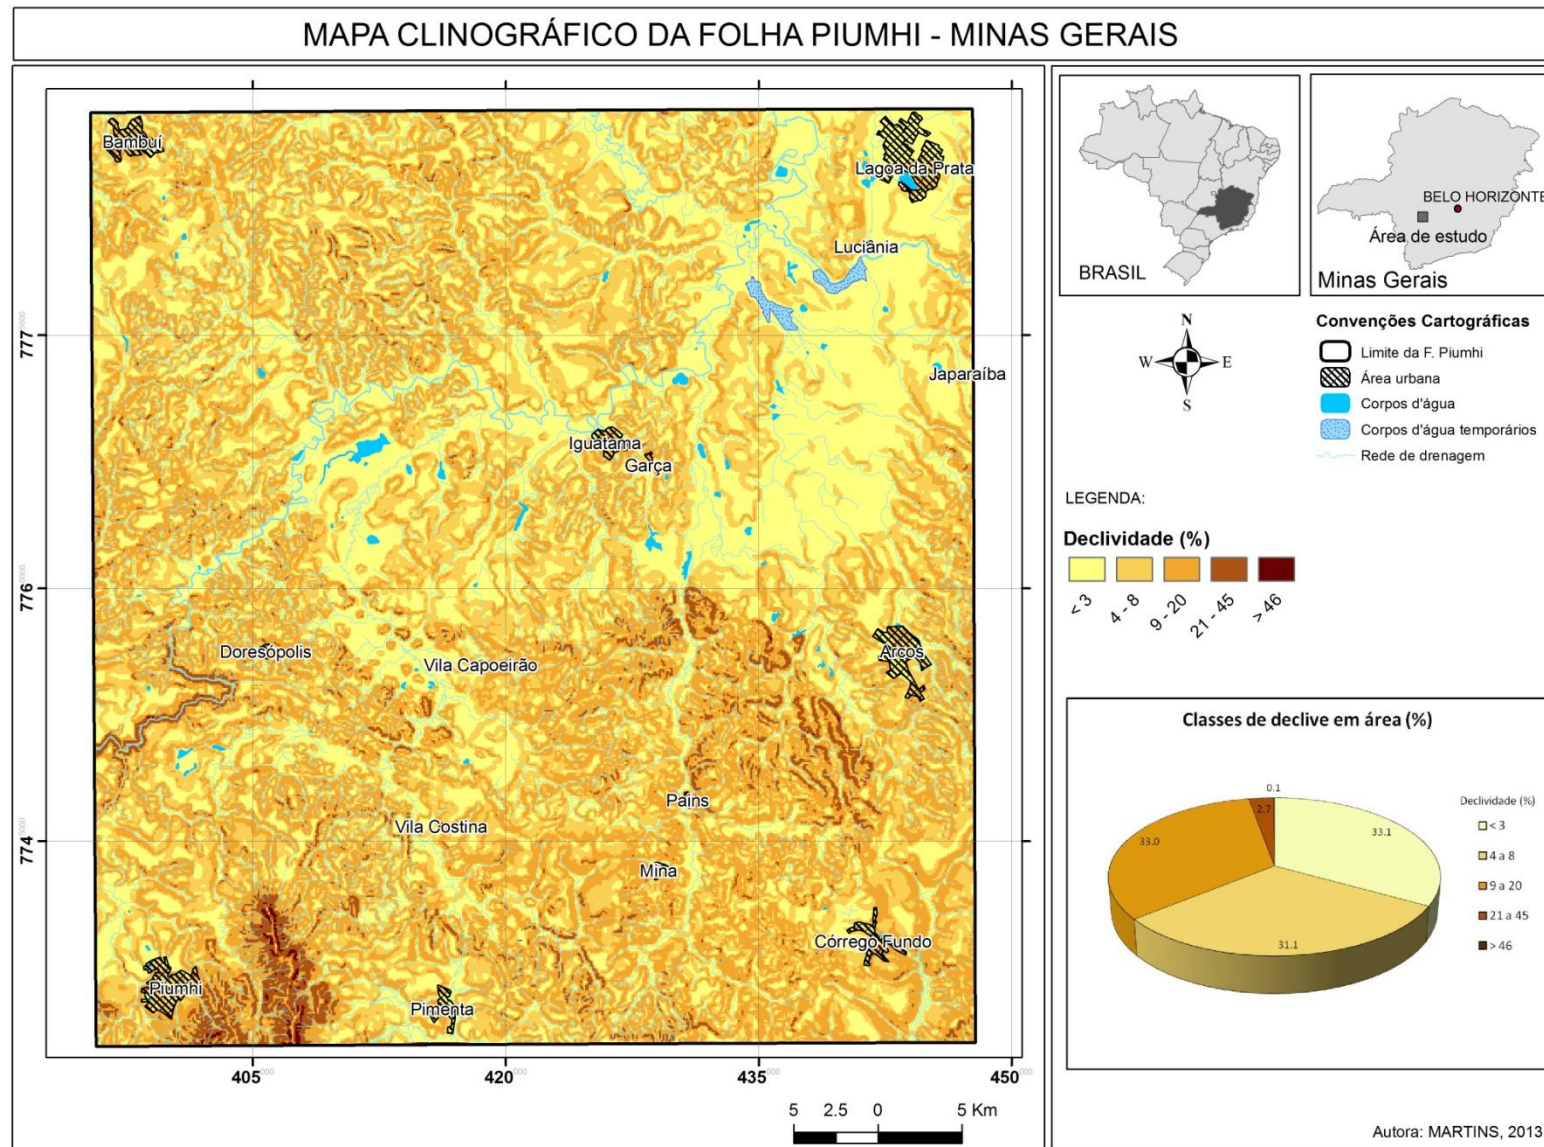 MAPA CLINOGRÁFICO DA FOLHA PIUMHI - MINAS GERAIS
Bambuí
Lagoa da Prata
Luciânia
Japaraíba
Iguatama
Garça
Doresópolis
Vila Capoeirão
Arcos
Pains
Vila Costina
Mina
Córrego Fundo
Piumhi
Pimenta
777
776
774
405
420
435
450
5 2.5 0 5 Km
BRASIL
BELO HORIZONTE
Área de estudo
Minas Gerais
N
W E
S
Convenções Cartográficas
Limite da F. Piumhi
Área urbana
Corpos d'água
Corpos d'água temporários
Rede de drenagem
LEGENDA:
Declividade (%)
< 3
4 - 8
9 - 20
21 - 45
> 46
Classes de declive em área (%)
0.1
2.7
33.1
33.0
31.1
Declividade (%)
< 3
4 a 8
9 a 20
21 a 45
> 46
Autora: MARTINS, 2013